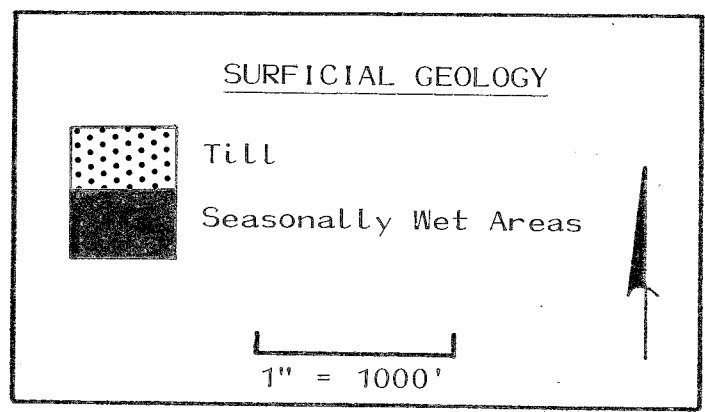 SURFICIAL GEOLOGY
Till
Seasonally Wet Areas
1" = 1000'